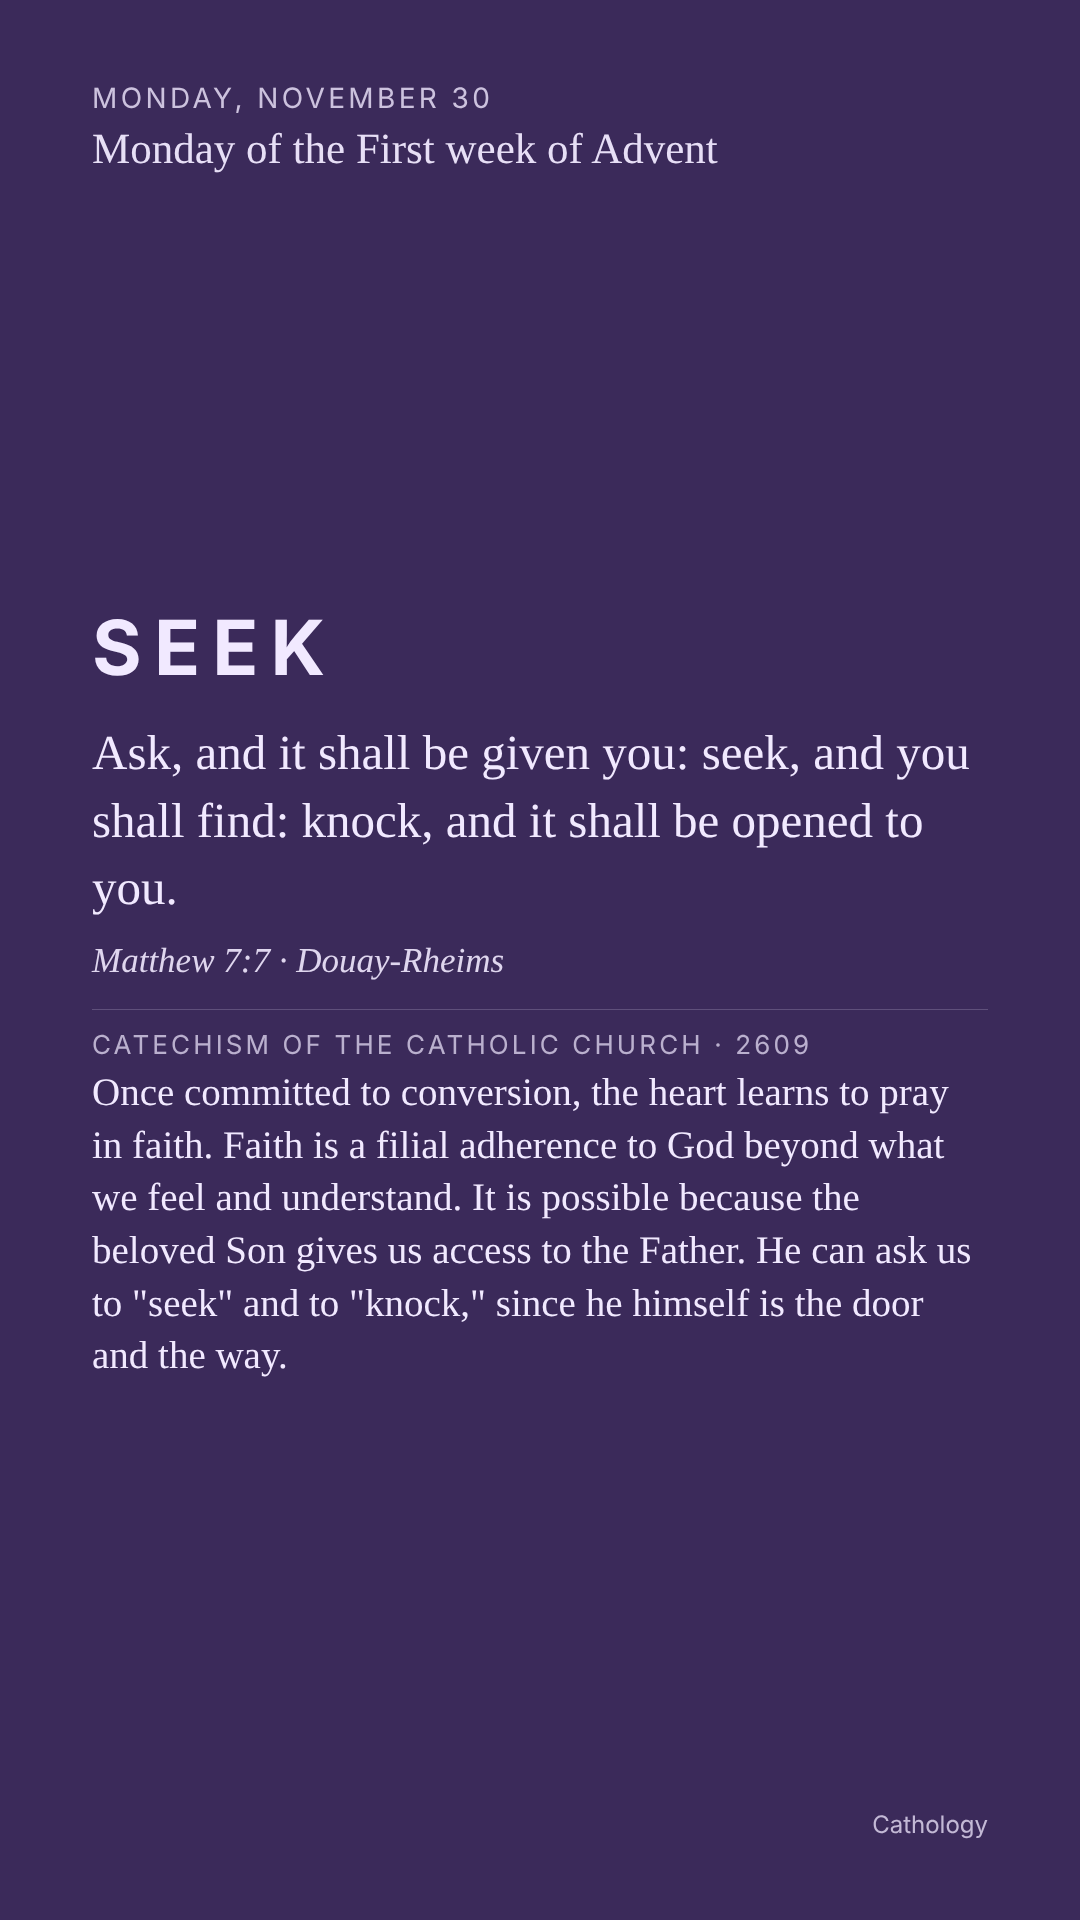 MONDAY, NOVEMBER 30
Monday of the First week of Advent
SEEK
Ask, and it shall be given you: seek, and you
shall find: knock, and it shall be opened to
you.
Matthew 7:7 · Douay-Rheims
CATECHISM OF THE CATHOLIC CHURCH · 2609
Once committed to conversion, the heart learns to pray
in faith. Faith is a filial adherence to God beyond what
we feel and understand. It is possible because the
beloved Son gives us access to the Father. He can ask us
to "seek" and to "knock," since he himself is the door
and the way.
Cathology